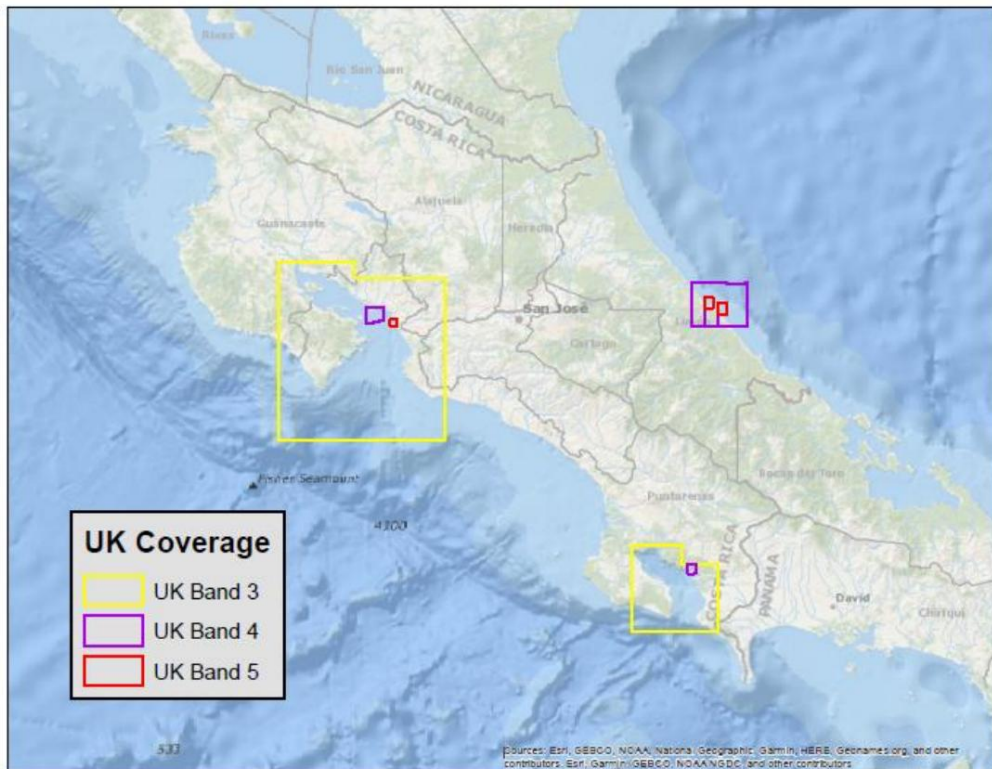 Rivas
Rio San Juan
NICARAGUA
COSTA RICA
Alajuela
Guanacaste
Heredia
San José
Limón
Cartago
Bocas del Toro
Fisher Seamount
Puntarenas
4100
COSTA RICA
PANAMA
David
Chiriqui
UK Coverage
UK Band 3
UK Band 4
UK Band 5
Sources: Esri, GEBCO, NOAA, National Geographic, Garmin, HERE, Geonames.org, and other
contributors, Esri, Garmin, GEBCO, NOAA NGDC, and other contributors